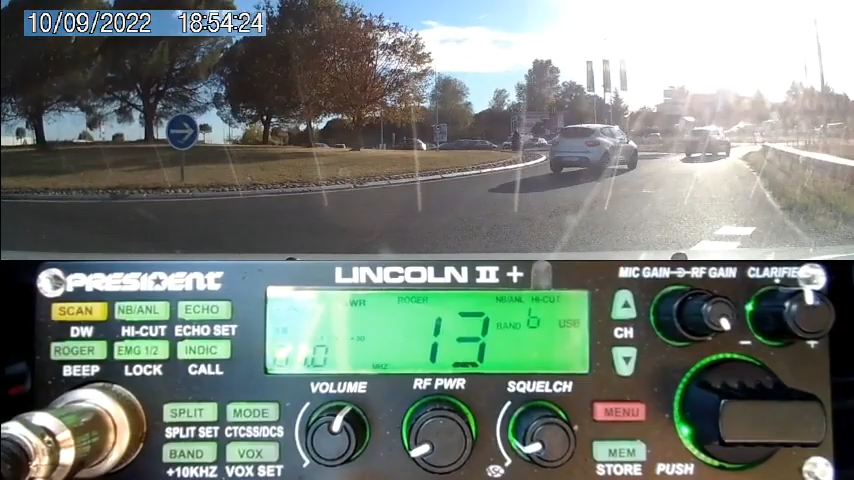 10/09/2022 18:54:24
PRESIDENT
LINCOLN II +
MIC GAIN RF GAIN CLARIFIER
SCAN NB/ANL ECHO
DW HI-CUT ECHO SET
ROGER EMG 1/2 INDIC
BEEP LOCK CALL
ROGER NB/ANL HI-CUT
13 BAND 6 USB
MHZ
CH
- +
VOLUME RF PWR SQUELCH
SPLIT MODE
SPLIT SET CTCSS/DCS
BAND VOX
+10KHZ VOX SET
MENU
MEM
STORE PUSH